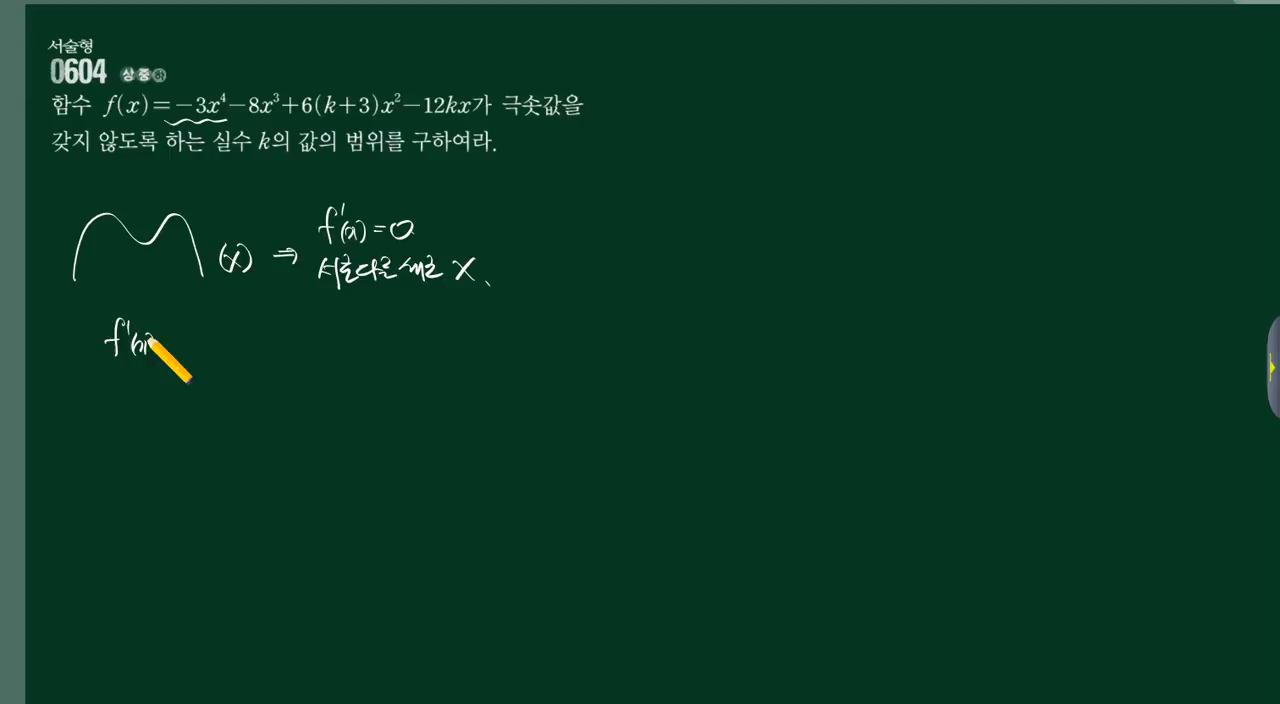 서술형
0604 상 중 하
함수 f(x)=−3x⁴−8x³+6(k+3)x²−12kx가 극솟값을
갖지 않도록 하는 실수 k의 값의 범위를 구하여라.
(x) ⇒ f'(x)=0
서로다른 세근 X
f'(x)